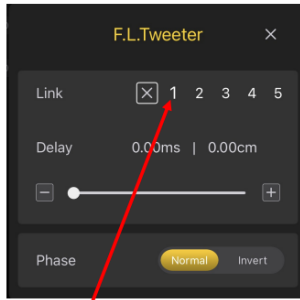 F.L.Tweeter ×
Link ☒ 1 2 3 4 5
Delay 0.00ms | 0.00cm
Phase Normal Invert